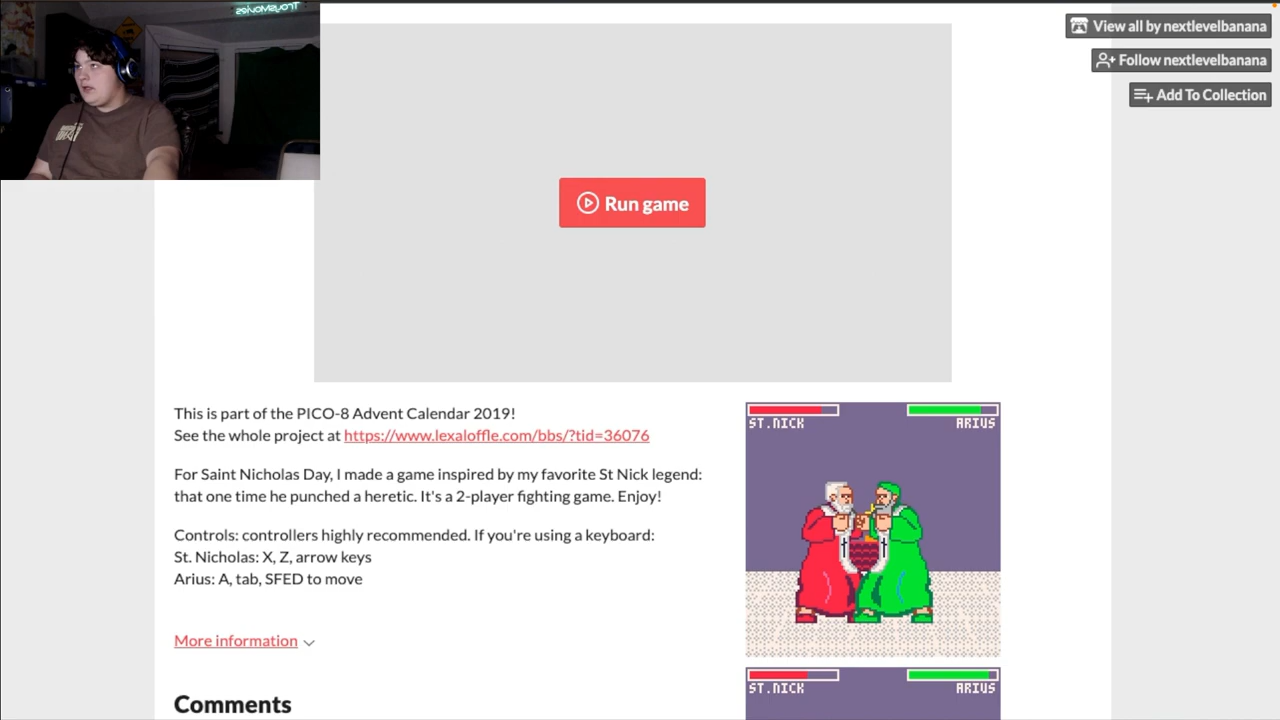 TROYSMONES
View all by nextlevelbanana
Follow nextlevelbanana
Add To Collection
Run game
This is part of the PICO-8 Advent Calendar 2019!
See the whole project at https://www.lexaloffle.com/bbs/?tid=36076
For Saint Nicholas Day, I made a game inspired by my favorite St Nick legend:
that one time he punched a heretic. It's a 2-player fighting game. Enjoy!
Controls: controllers highly recommended. If you're using a keyboard:
St. Nicholas: X, Z, arrow keys
Arius: A, tab, SFED to move
More information
Comments
ST.NICK ARIUS
ST.NICK ARIUS